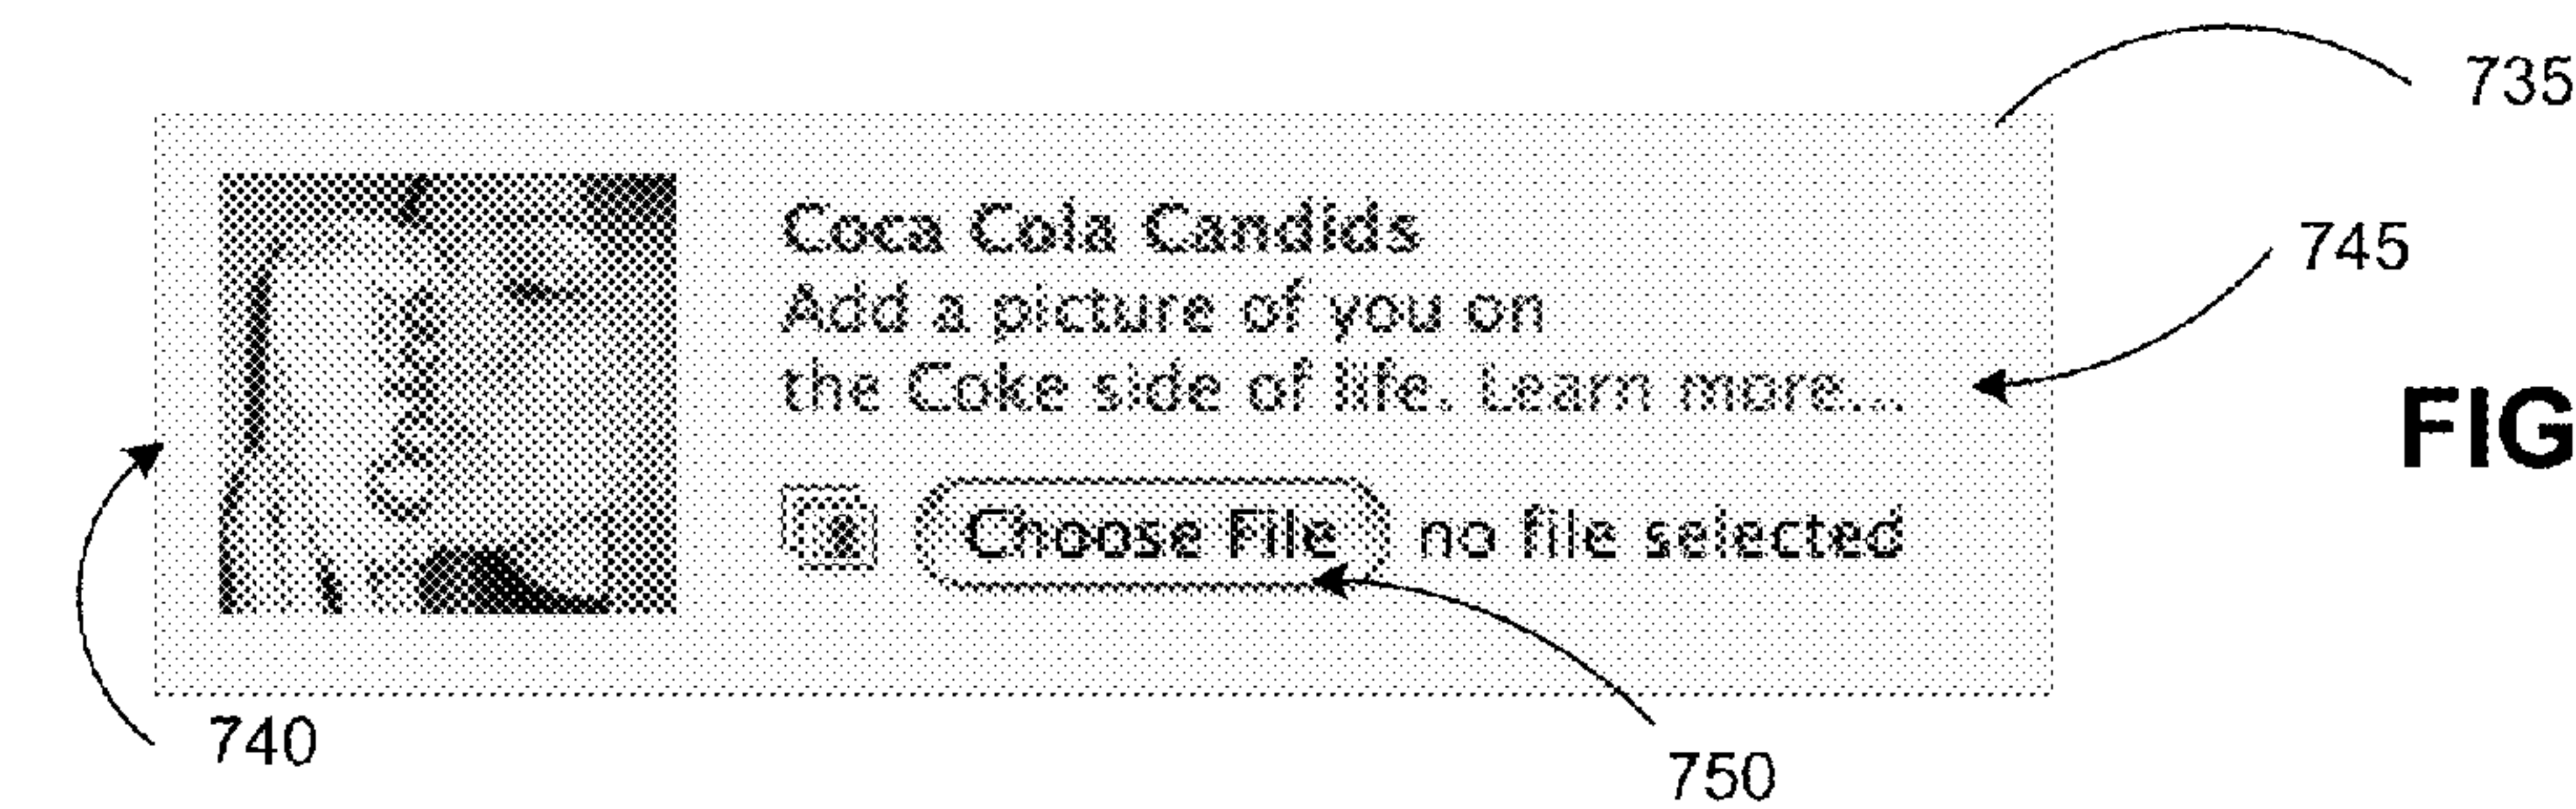 735
Coca Cola Candids
745
Add a picture of you on
the Coke side of life. Learn more...
FIG
Choose File no file selected
740
750